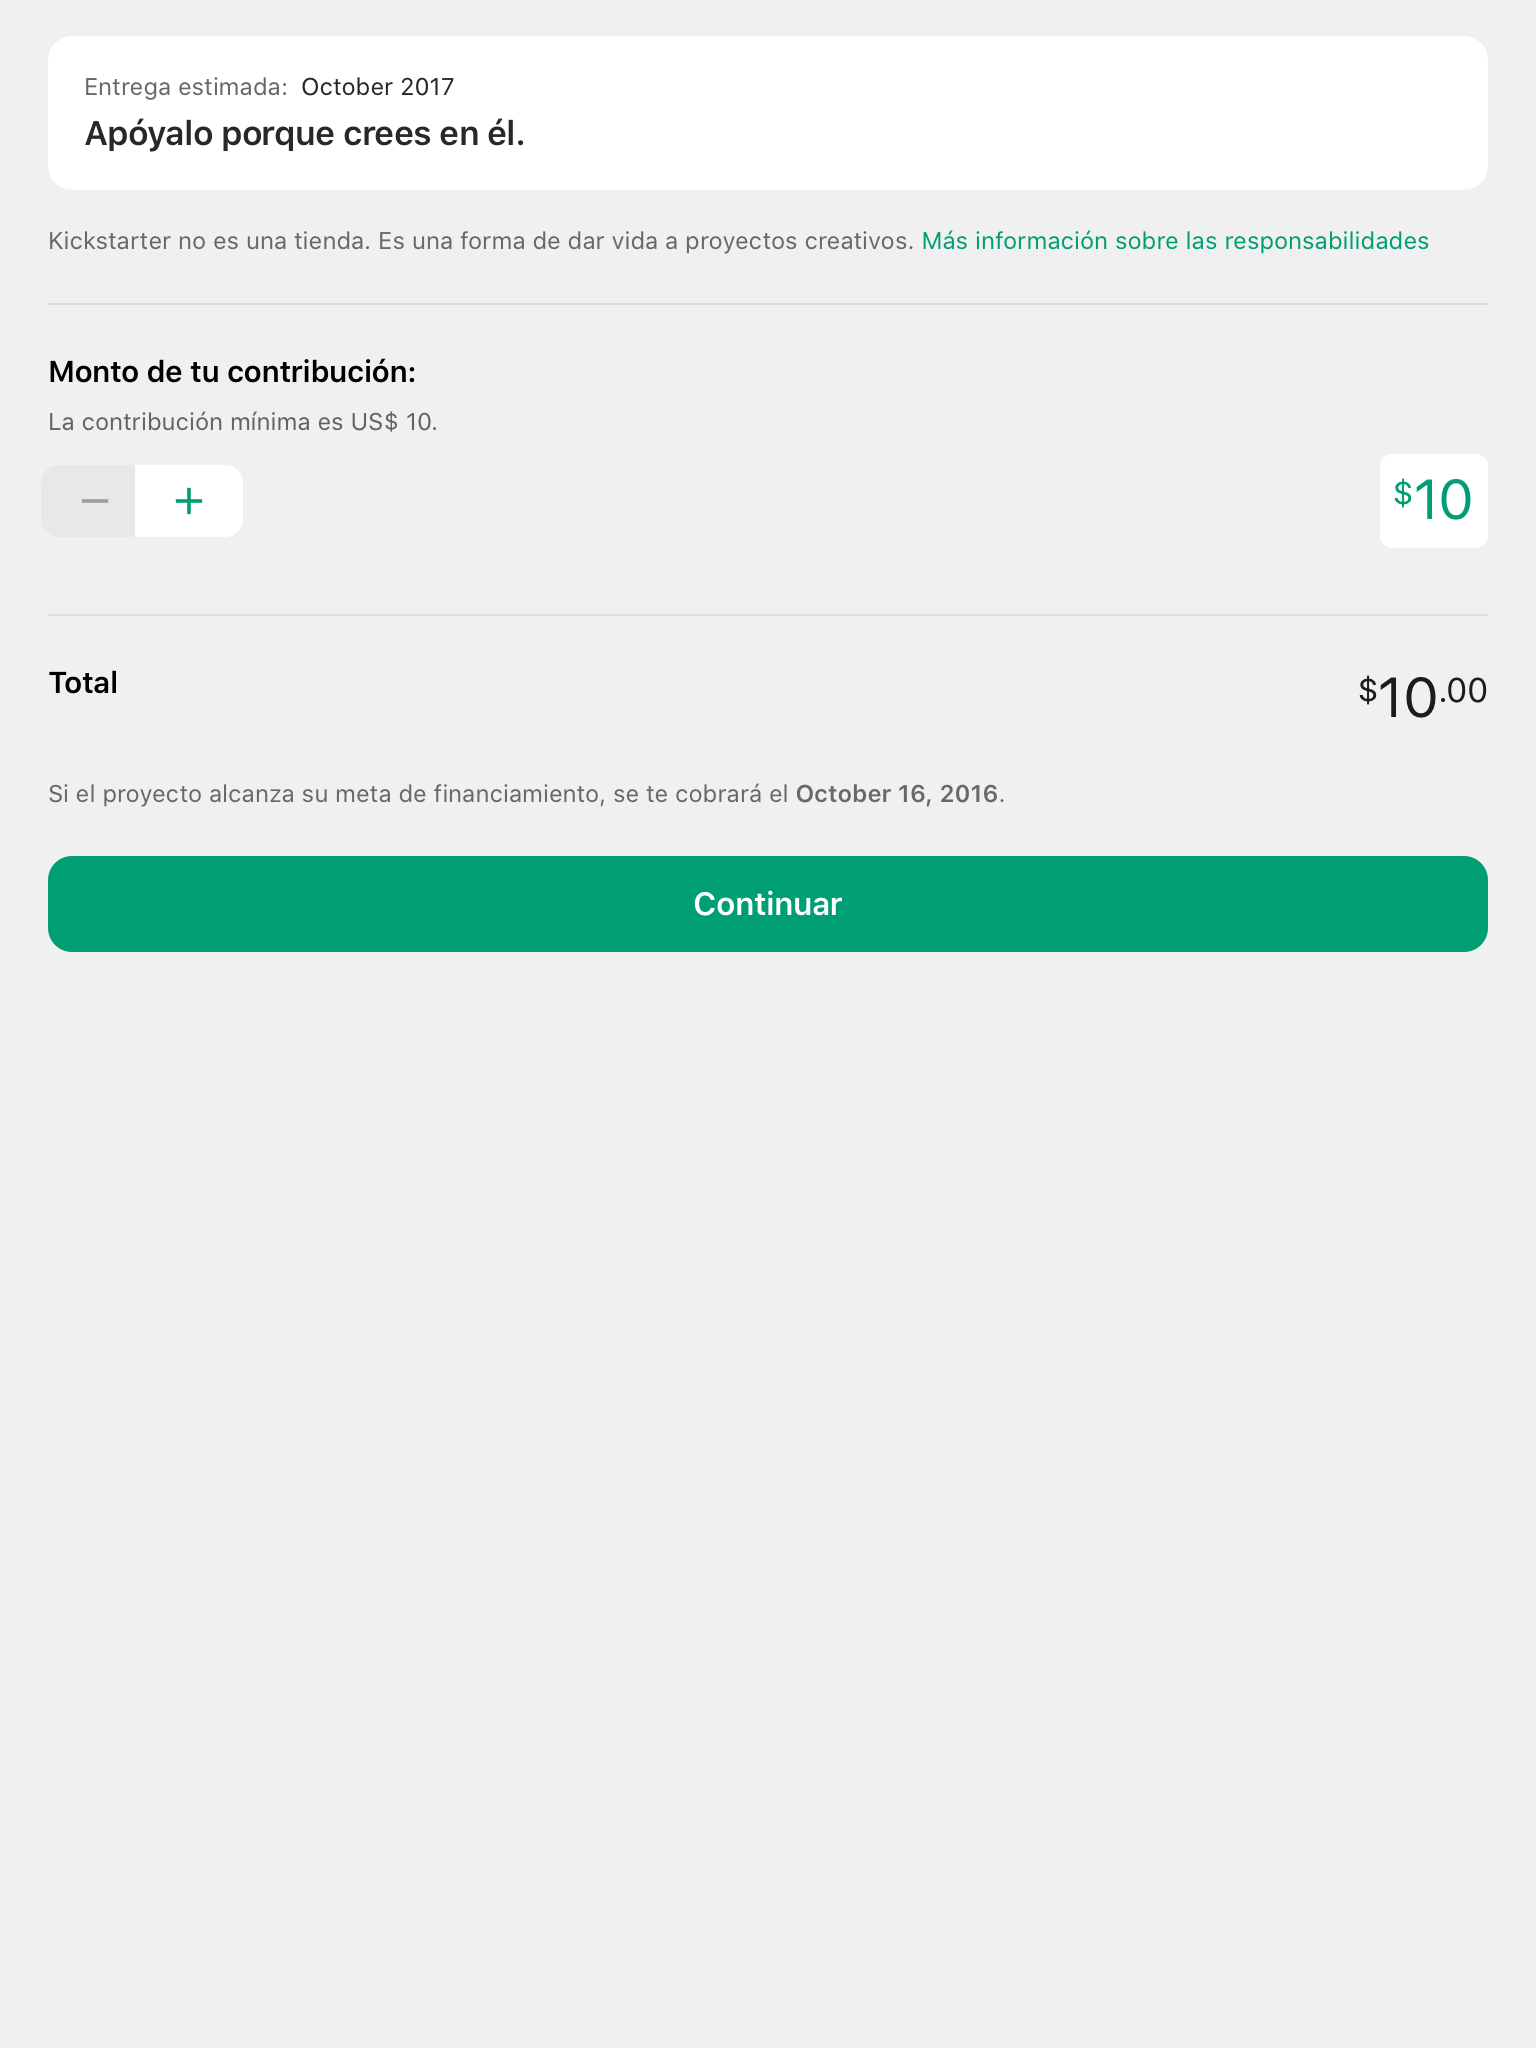 Entrega estimada: October 2017
Apóyalo porque crees en él.
Kickstarter no es una tienda. Es una forma de dar vida a proyectos creativos. Más información sobre las responsabilidades
Monto de tu contribución:
La contribución mínima es US$ 10.
$10
Total
$10.00
Si el proyecto alcanza su meta de financiamiento, se te cobrará el October 16, 2016.
Continuar